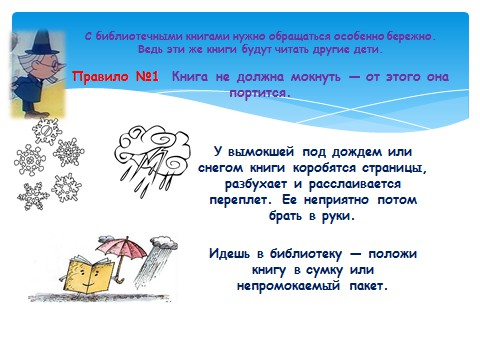 С библиотечными книгами нужно обращаться особенно бережно.
Ведь эти же книги будут читать другие дети.
Правило №1 Книга не должна мокнуть — от этого она
портится.
У вымокшей под дождем или
снегом книги коробятся страницы,
разбухает и расслаивается
переплет. Ее неприятно потом
брать в руки.
Идешь в библиотеку — положи
книгу в сумку или
непромокаемый пакет.